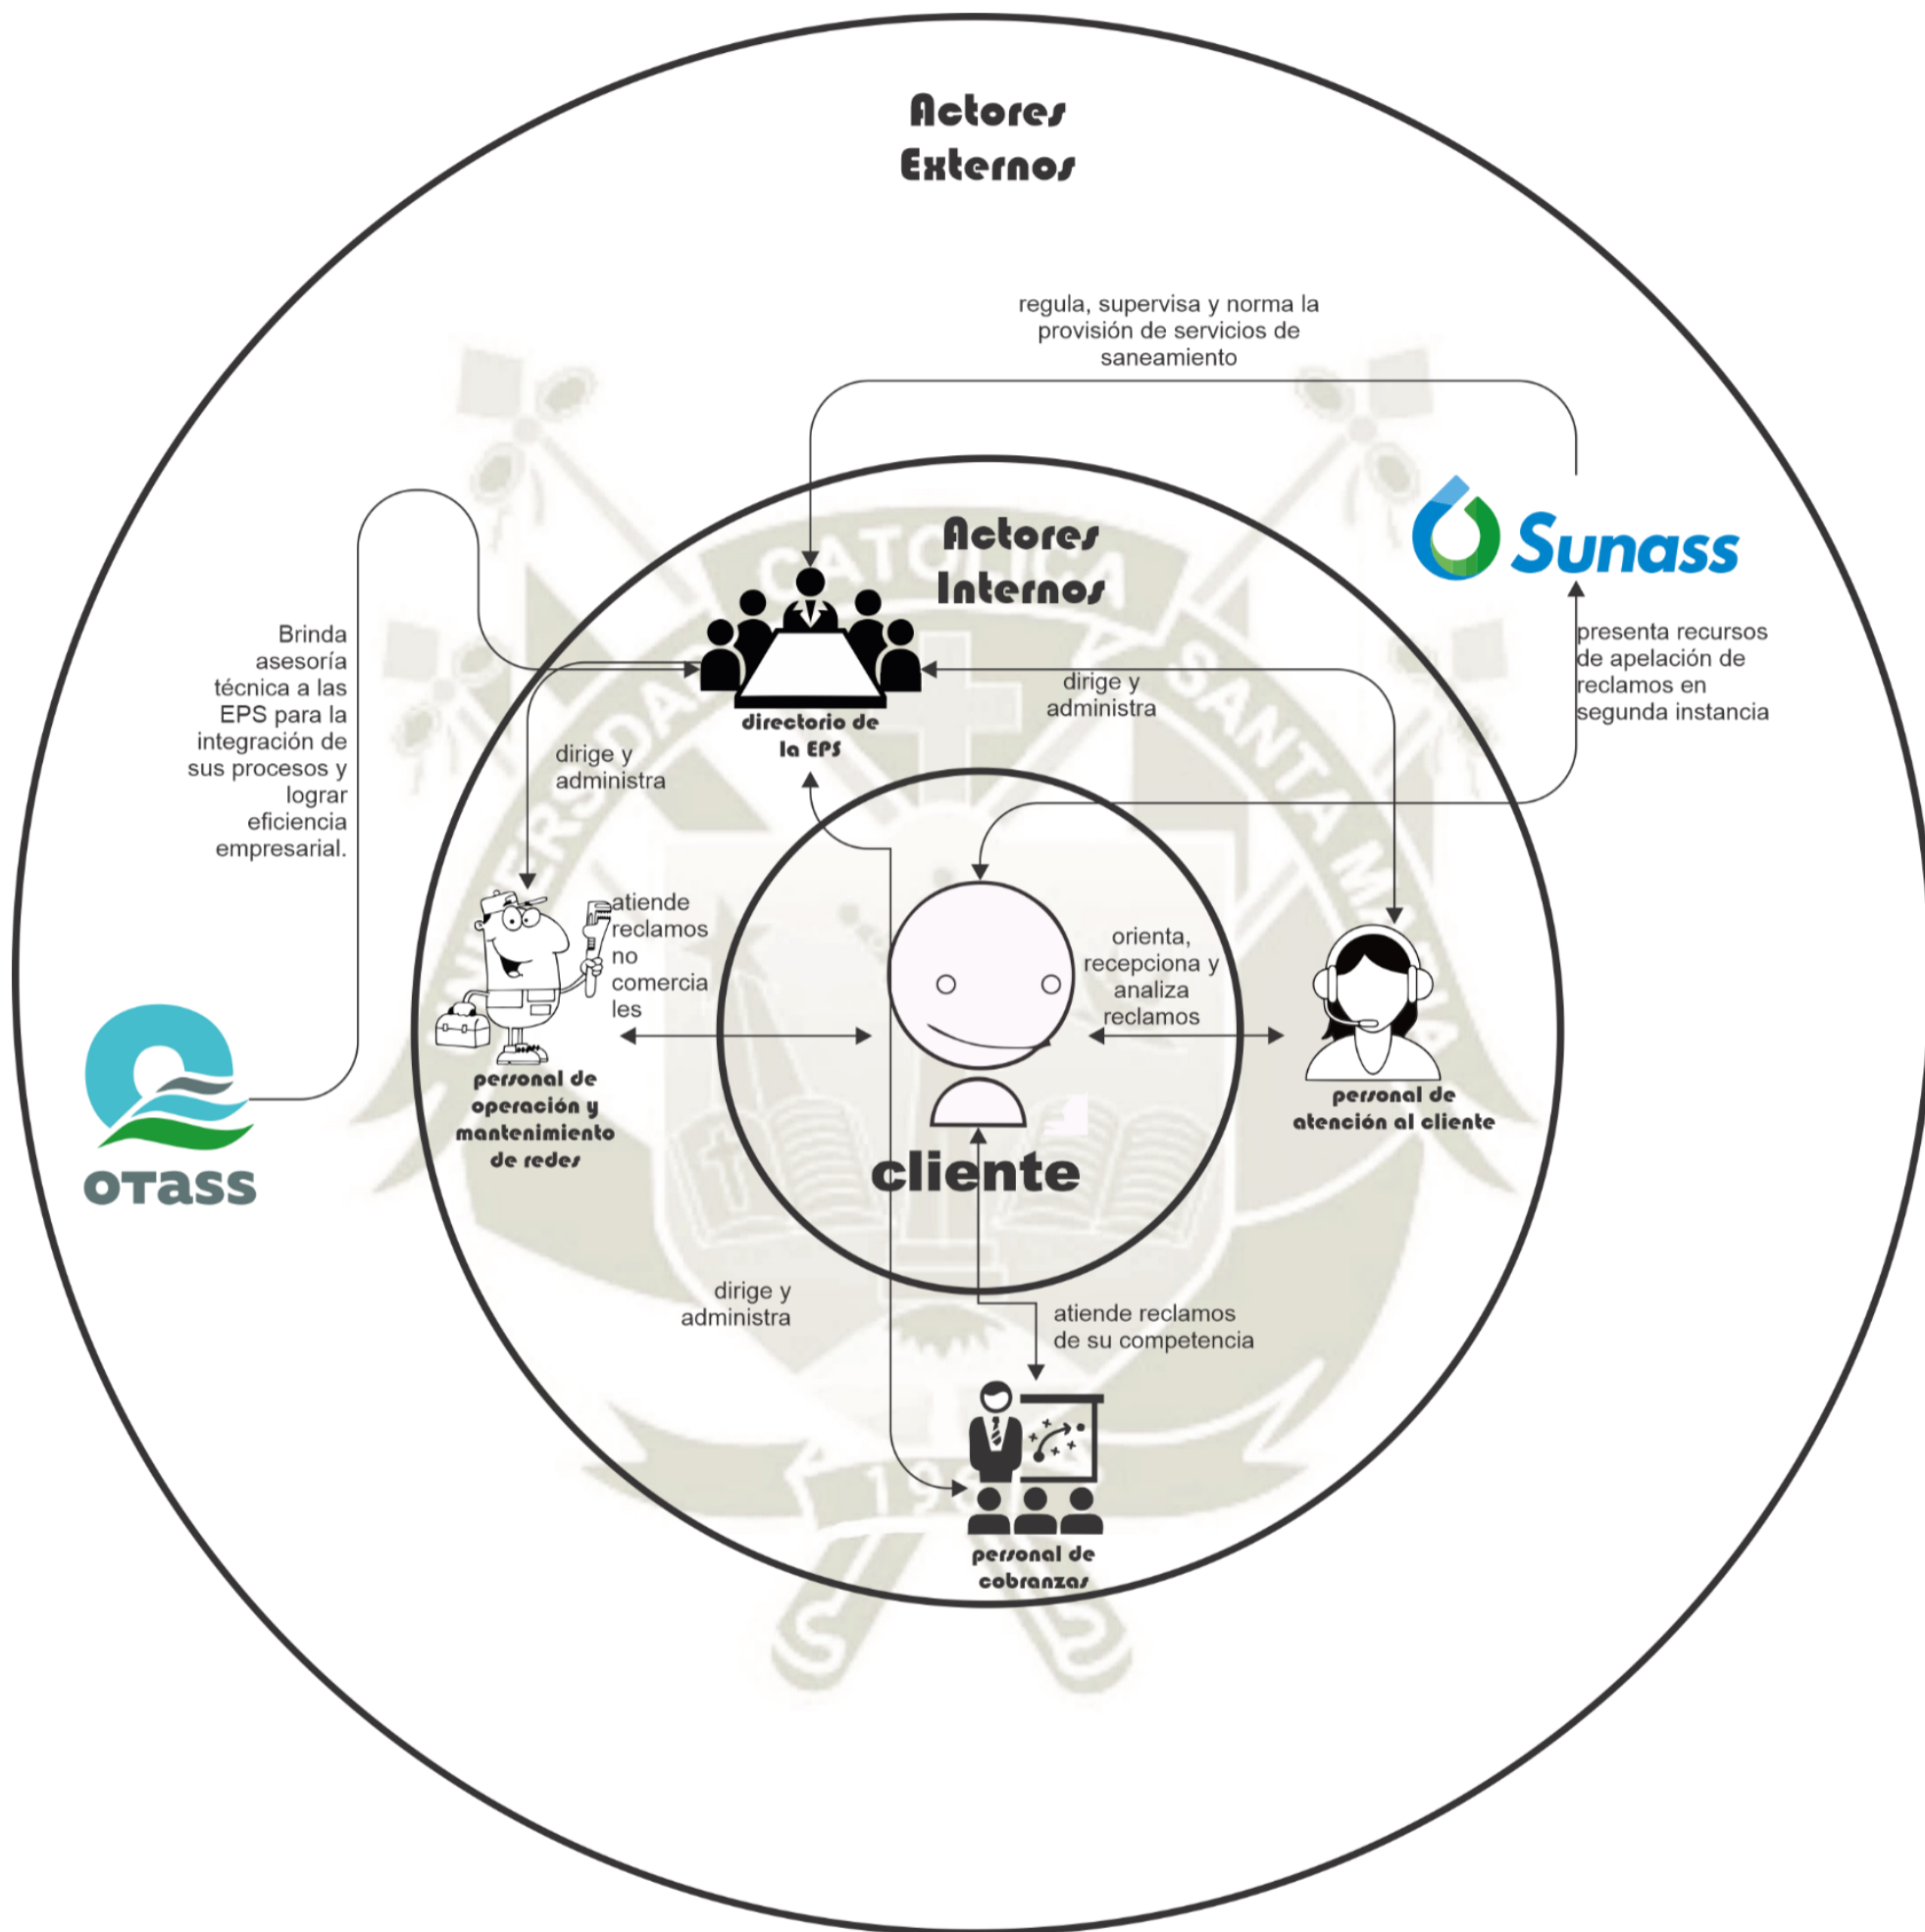 Actores
Externos
regula, supervisa y norma la
provisión de servicios de
saneamiento
Sunass
Actores
Internos
CATOLICA
UNIVERSIDAD
SANTA MARIA
Brinda
asesoría
técnica a las
EPS para la
integración de
sus procesos y
lograr
eficiencia
empresarial.
presenta recursos
de apelación de
reclamos en
segunda instancia
directorio de
la EPS
dirige y
administra
dirige y
administra
atiende
reclamos
no
comercia
les
orienta,
recepciona y
analiza
reclamos
personal de
operación y
mantenimiento
de redes
personal de
atención al cliente
cliente
oTass
dirige y
administra
atiende reclamos
de su competencia
personal de
cobranzas